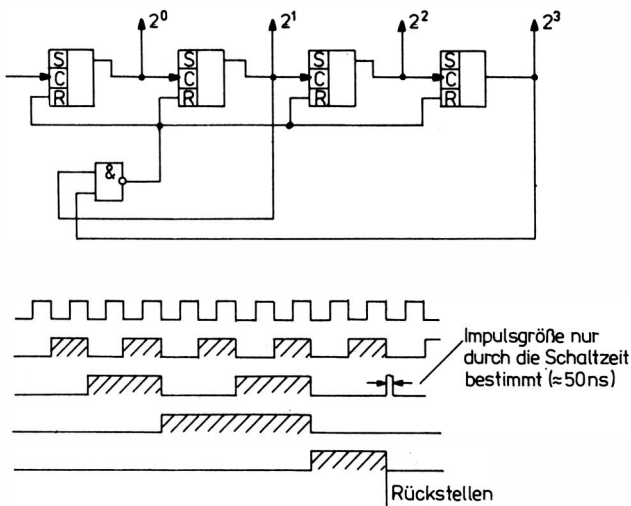 2⁰ 2¹ 2² 2³
S S S S
C C C C
R R R R
&
Impulsgröße nur
durch die Schaltzeit
bestimmt (≈50ns)
Rückstellen